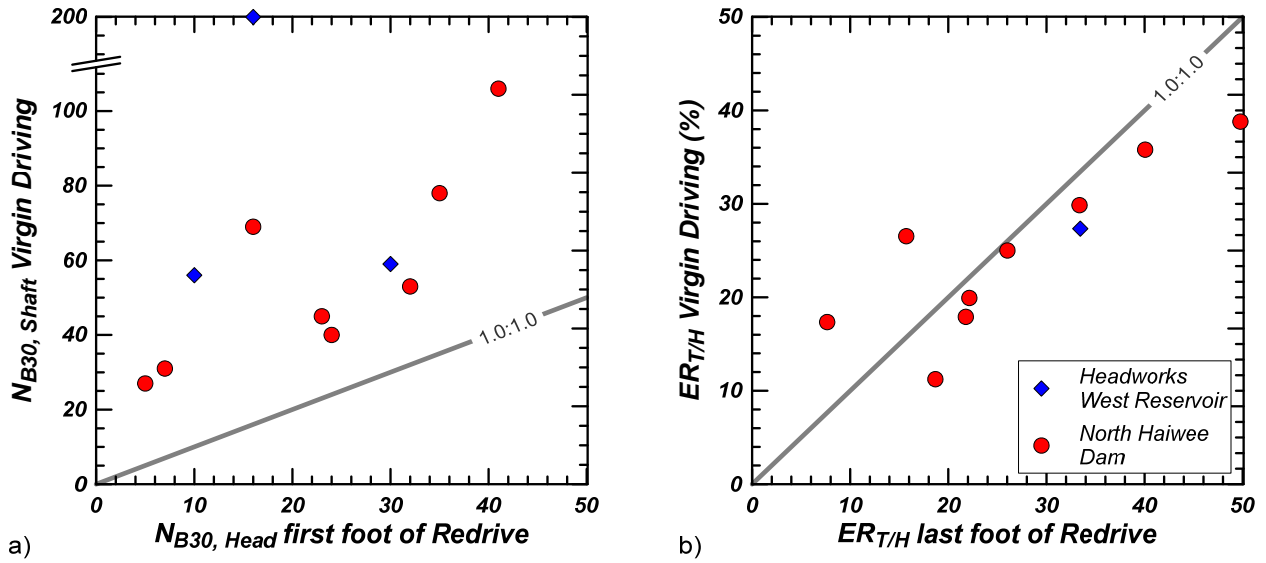 200
100
80
60
40
20
0
N_B30, Shaft Virgin Driving
1.0:1.0
0 10 20 30 40 50
N_B30, Head first foot of Redrive
a)
50
40
30
20
10
0
ER_T/H Virgin Driving (%)
1.0:1.0
Headworks
West Reservoir
North Haiwee
Dam
0 10 20 30 40 50
ER_T/H last foot of Redrive
b)